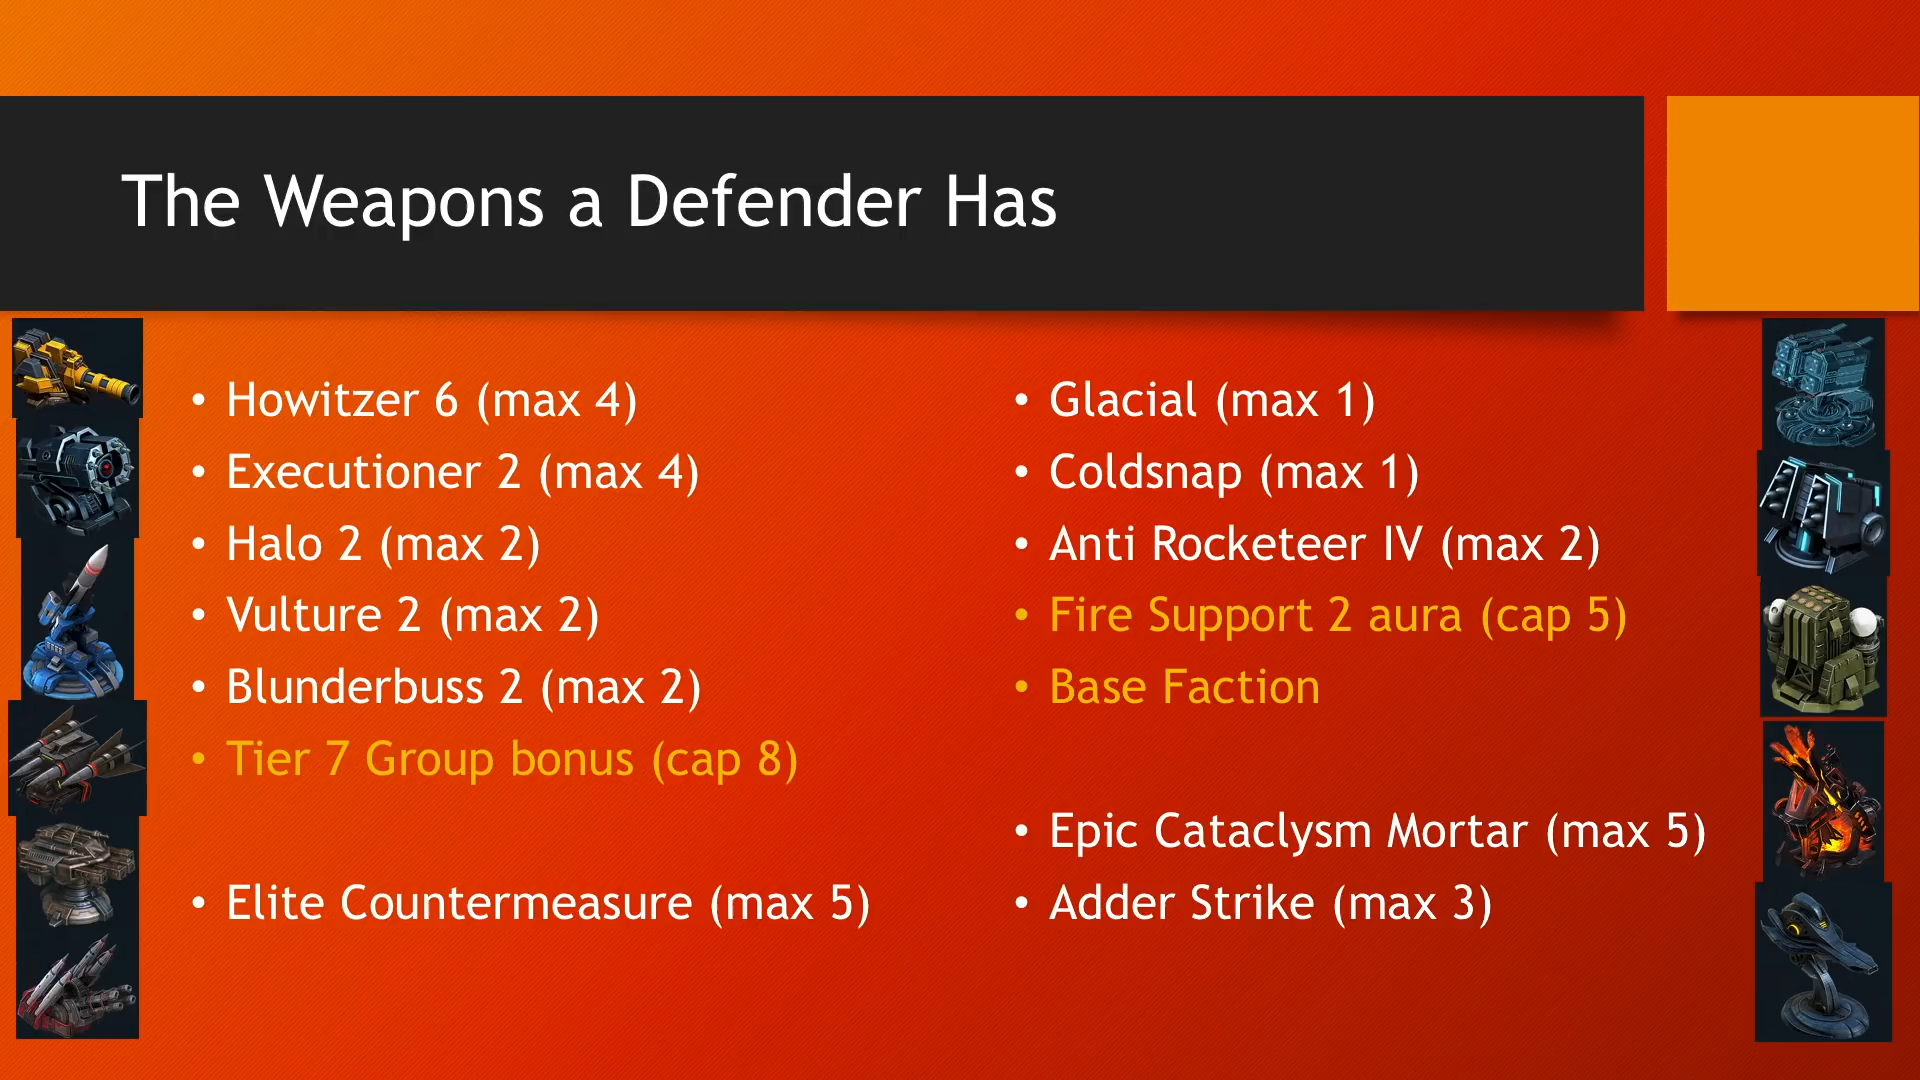 The Weapons a Defender Has
• Howitzer 6 (max 4)
• Executioner 2 (max 4)
• Halo 2 (max 2)
• Vulture 2 (max 2)
• Blunderbuss 2 (max 2)
• Tier 7 Group bonus (cap 8)
• Elite Countermeasure (max 5)
• Glacial (max 1)
• Coldsnap (max 1)
• Anti Rocketeer IV (max 2)
• Fire Support 2 aura (cap 5)
• Base Faction
• Epic Cataclysm Mortar (max 5)
• Adder Strike (max 3)